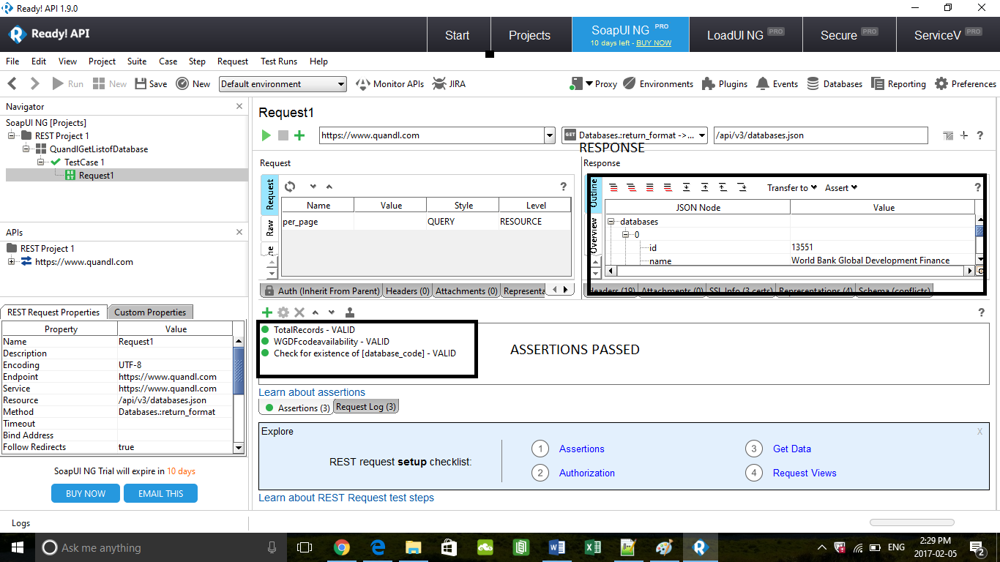 Ready! API 1.9.0
Ready! API
Start
Projects
SoapUI NG PRO
10 days left - BUY NOW
LoadUI NG PRO
Secure PRO
ServiceV PRO
File Edit View Project Suite Case Step Request Test Runs Help
Run New Save New Default environment Monitor APIs JIRA Proxy Environments Plugins Events Databases Reporting Preferences
Navigator
SoapUI NG [Projects]
REST Project 1
QuandlGetListofDatabase
TestCase 1
Request1
APIs
REST Project 1
https://www.quandl.com
REST Request Properties Custom Properties
Property Value
Name Request1
Description
Encoding UTF-8
Endpoint https://www.quandl.com
Service https://www.quandl.com
Resource /api/v3/databases.json
Method Databases.:return_format
Timeout
Bind Address
Follow Redirects true
SoapUI NG Trial will expire in 10 days
BUY NOW EMAIL THIS
Request1
https://www.quandl.com GET Databases.:return_format ->... /api/v3/databases.json
RESPONSE
Request
Request
Raw
Name Value Style Level
per_page QUERY RESOURCE
Auth (Inherit From Parent) Headers (0) Attachments (0) Representa
Response
Outline
Overview
Transfer to Assert
JSON Node Value
databases
0
id 13551
name World Bank Global Development Finance
Headers (19) Attachments (0) SSL Info (3 certs) Representations (4) Schema (conflicts)
TotalRecords - VALID
WGDFcodeavailability - VALID
Check for existence of [database_code] - VALID
ASSERTIONS PASSED
Learn about assertions
Assertions (3) Request Log (3)
Explore X
REST request setup checklist:
1 Assertions
2 Authorization
3 Get Data
4 Request Views
Learn about REST Request test steps
Logs
Ask me anything
ENG
2:29 PM
2017-02-05
2